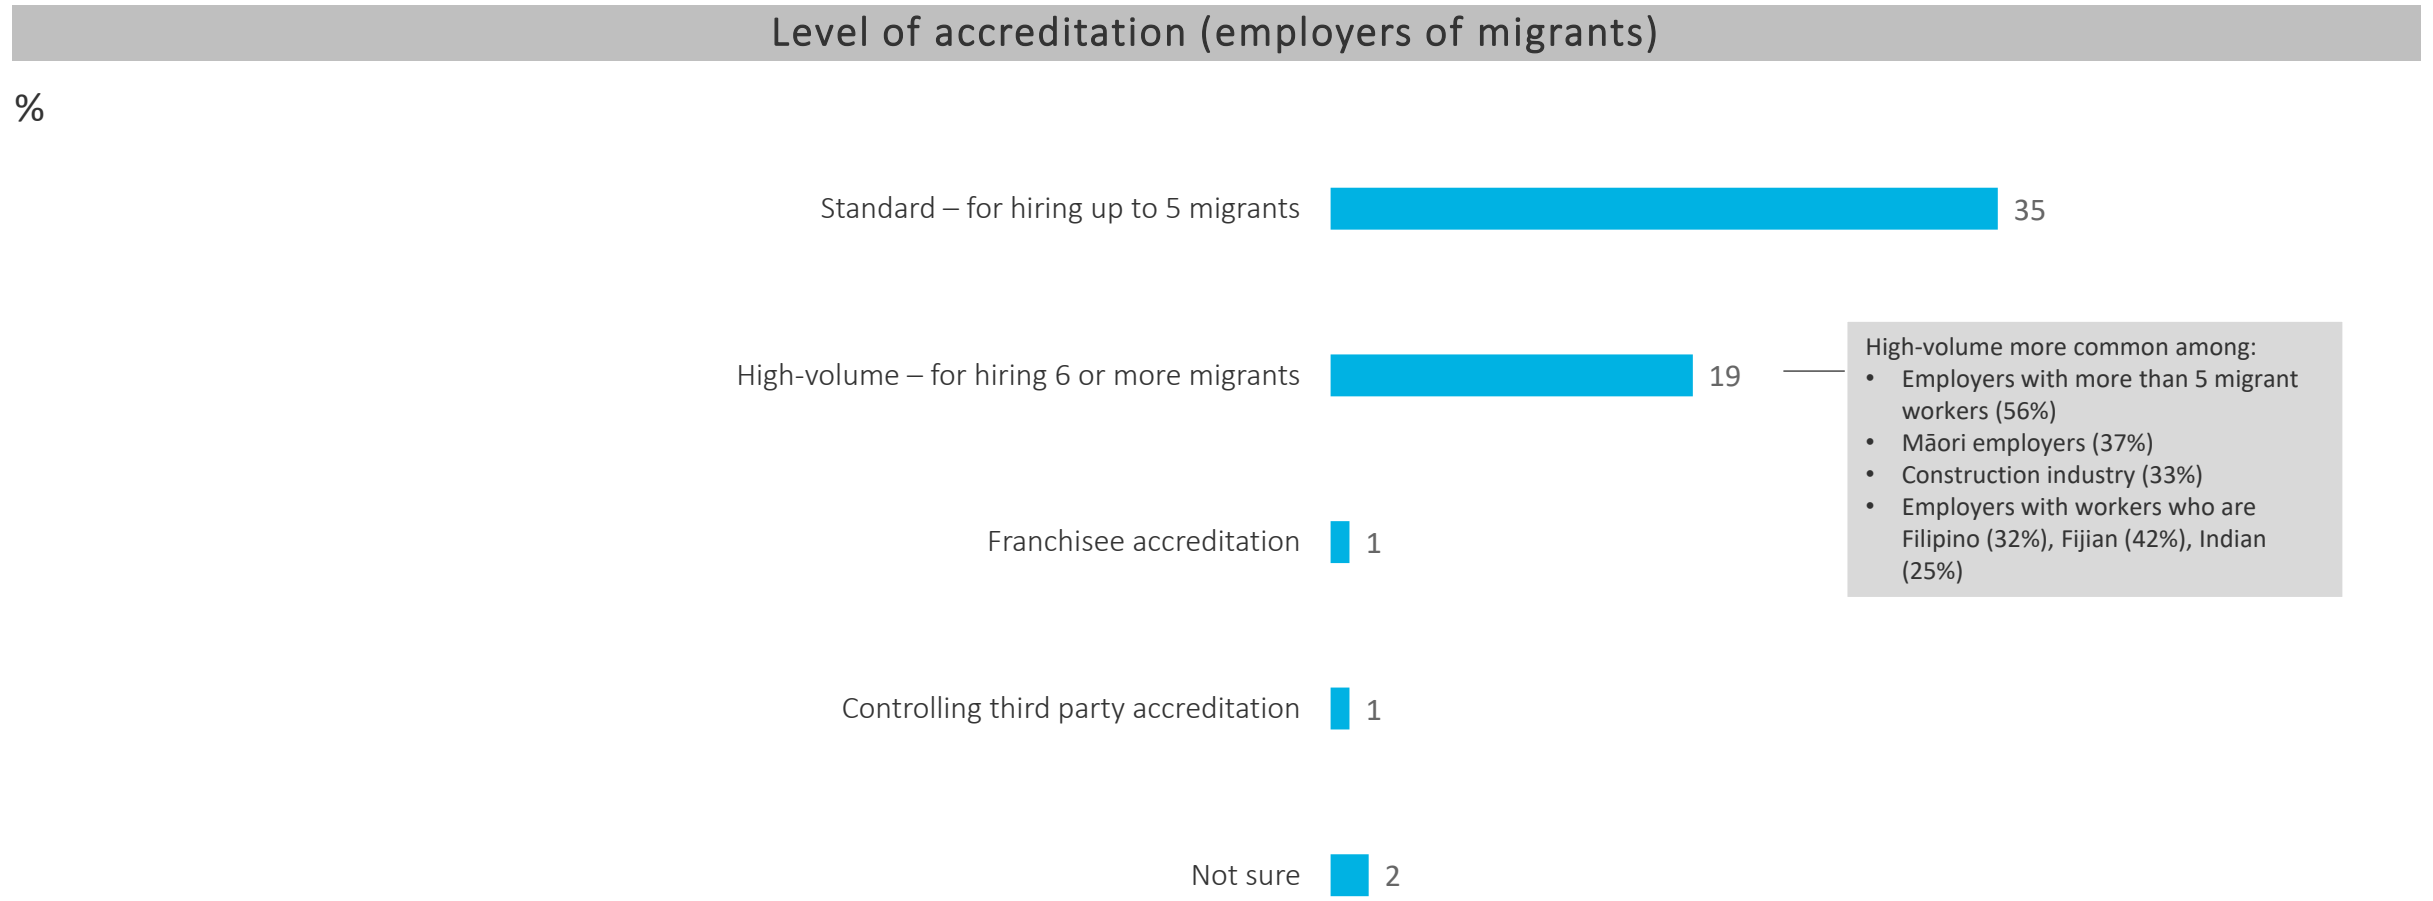 Level of accreditation (employers of migrants)
%
Standard – for hiring up to 5 migrants
35
High-volume – for hiring 6 or more migrants
19
High-volume more common among:
• Employers with more than 5 migrant
workers (56%)
• Māori employers (37%)
• Construction industry (33%)
• Employers with workers who are
Filipino (32%), Fijian (42%), Indian
(25%)
Franchisee accreditation
1
Controlling third party accreditation
1
Not sure
2